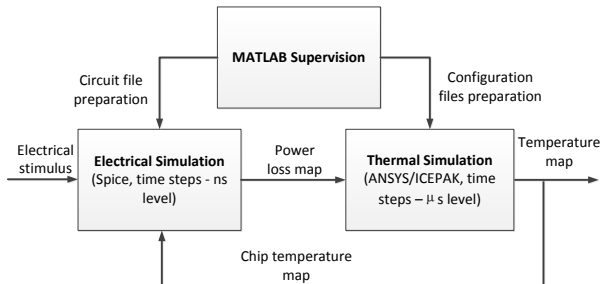 MATLAB Supervision
Circuit file
preparation
Configuration
files preparation
Electrical
stimulus
Electrical Simulation
(Spice, time steps - ns
level)
Power
loss map
Thermal Simulation
(ANSYS/ICEPAK, time
steps – μ s level)
Temperature
map
Chip temperature
map